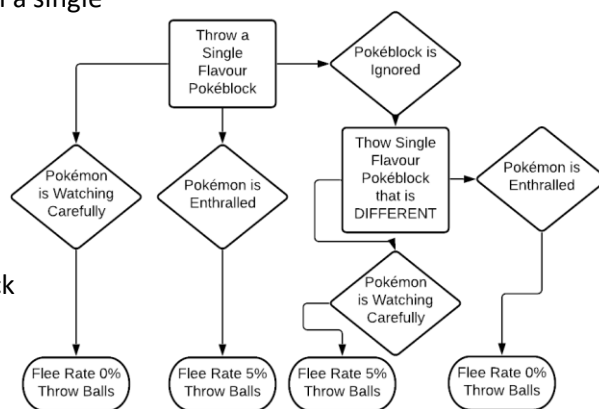 a single
Throw a
Single
Flavour
Pokéblock
Pokéblock is
Ignored
Pokémon
is Watching
Carefully
Pokémon is
Enthralled
Thow Single
Flavour
Pokéblock
that is
DIFFERENT
Pokémon is
Enthralled
Pokémon
is Watching
Carefully
Flee Rate 0%
Throw Balls
Flee Rate 5%
Throw Balls
Flee Rate 5%
Throw Balls
Flee Rate 0%
Throw Balls